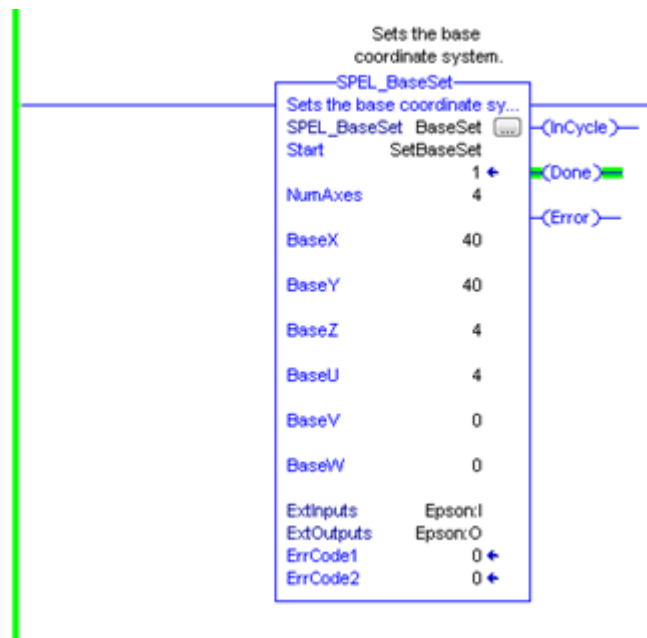 Sets the base
coordinate system.
SPEL_BaseSet
Sets the base coordinate sy...
SPEL_BaseSet BaseSet ...
(InCycle)
Start SetBaseSet
1
(Done)
NumAxes 4
(Error)
BaseX 40
BaseY 40
BaseZ 4
BaseU 4
BaseV 0
BaseW 0
ExtInputs Epson:I
ExtOutputs Epson:O
ErrCode1 0
ErrCode2 0